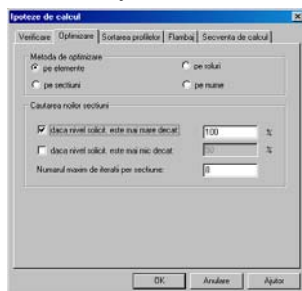 Ipoteze de calcul
Verificare Optimizare Sortarea profilelor Flambaj Secventa de calcul
Metoda de optimizare
pe elemente pe roluri
pe sectiuni pe nume
Cautarea noilor sectiuni
daca nivel solicit. este mai mare decat: 100 %
daca nivel solicit. este mai mic decat: %
Numarul maxim de iteratii per sectiune: 8
OK Anulare Ajutor